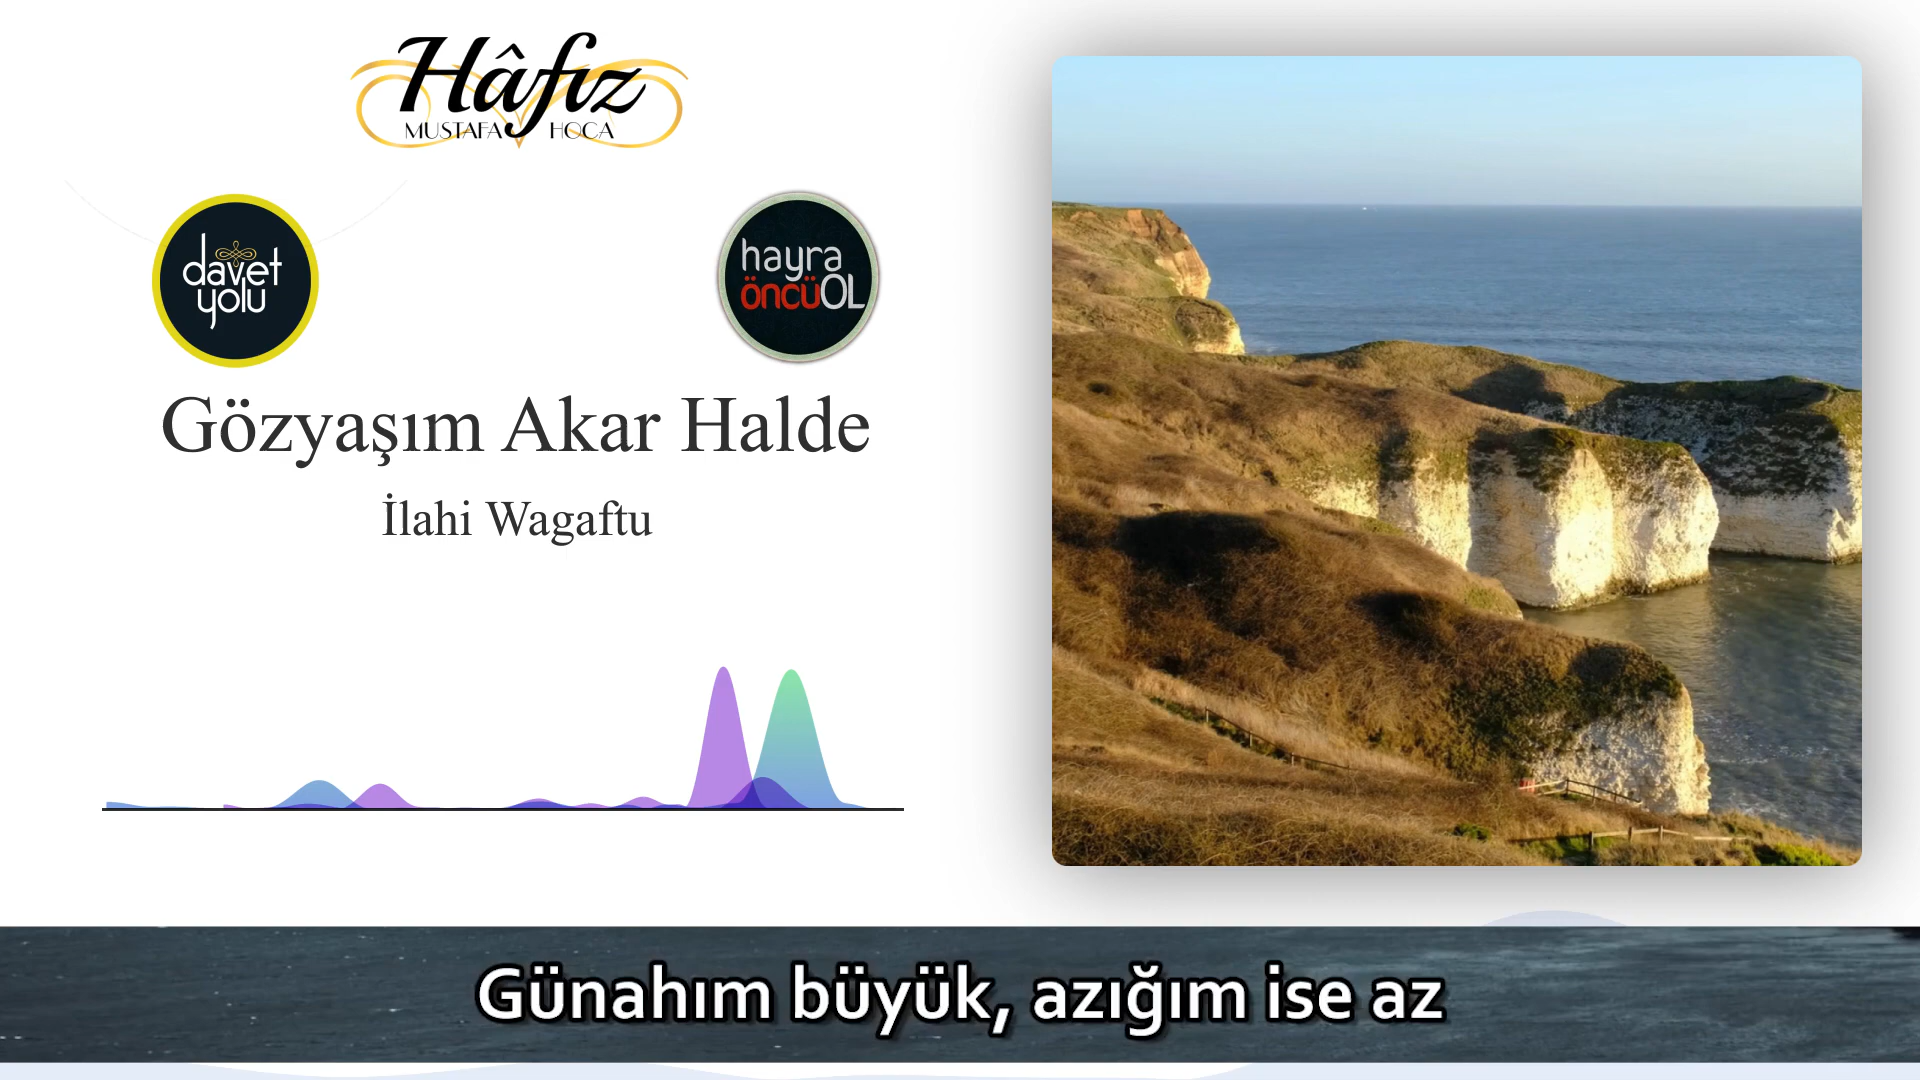 Hâfız
MUSTAFA HOCA
davet
yolu
hayra
öncüOL
Gözyaşım Akar Halde
İlahi Wagaftu
Günahım büyük, azığım ise az